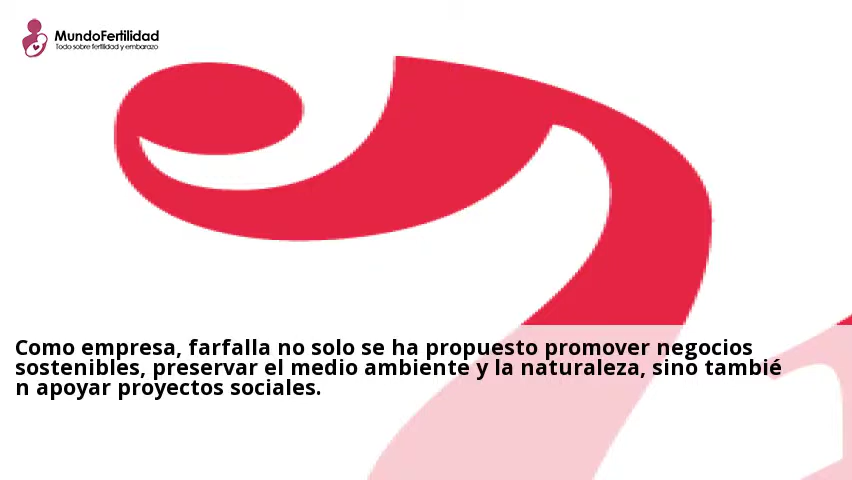 MundoFertilidad
Todo sobre fertilidad y embarazo
Como empresa, farfalla no solo se ha propuesto promover negocios
sostenibles, preservar el medio ambiente y la naturaleza, sino tambié
n apoyar proyectos sociales.